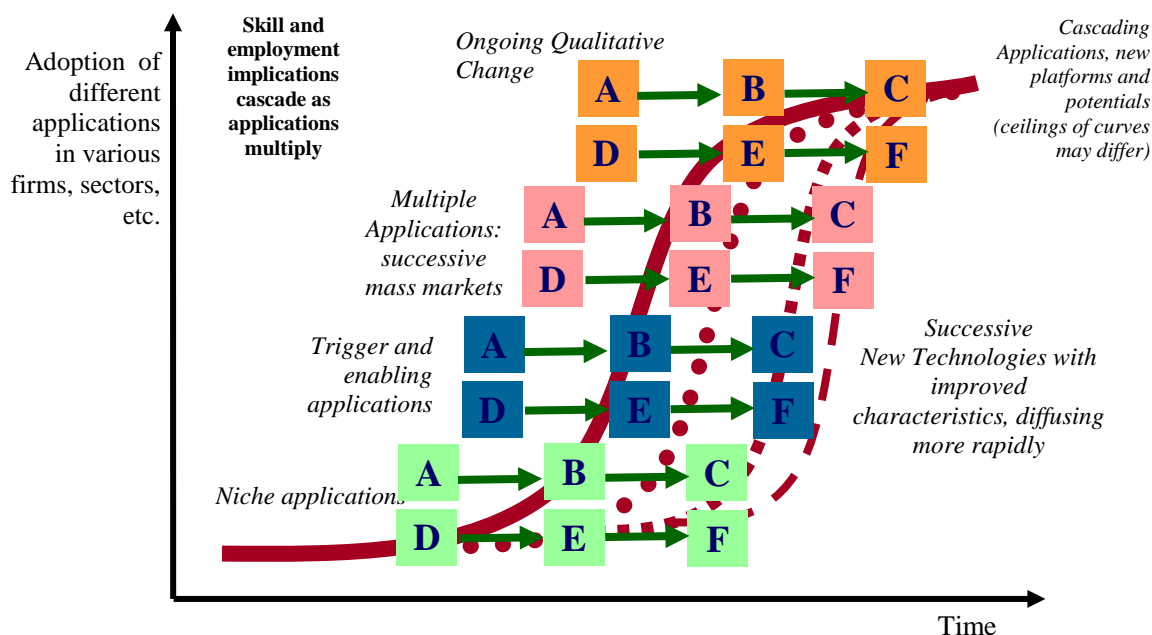 Skill and
employment
implications
cascade as
applications
multiply
Adoption of
different
applications
in various
firms, sectors,
etc.
Ongoing Qualitative
Change
Cascading
Applications, new
platforms and
potentials
(ceilings of curves
may differ)
A B C
D E F
Multiple
Applications:
successive
mass markets
A B C
D E F
Trigger and
enabling
applications
A B C
D E F
Successive
New Technologies with
improved
characteristics, diffusing
more rapidly
Niche applications
A B C
D E F
Time